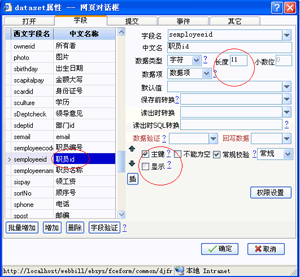 dataset属性 -- 网页对话框
打开 字段 提交 事件 其它
西文字段名 中文名称
ownerid 所有者
photo 图片
sbirthday 出生日期
scapitalpay 金额大写
scardid 身份证号
sculture 学历
sDeptcheck 领导意见
sdeptid 部门id
semail email
semployeecode 职员编号
semployeeid 职员id
semployeename 职员名称
sixpay 领工资
sortNo 顺序号
sphone 电话
spost 邮编
批量增加 增加 删除 字段验证 ?
字段名 semployeeid
中文名 职员id
数据类型 字符 ? 长度 11 小数位 0
数据项 数据项 ?
默认值 ?
保存前转换 ?
读出时转换 ?
读出时SQL转换 ?
数据验证 ? 回写数据 ?
主键 ? 不能为空 常规校验 ? 常规
显示 ?
插
权限设置
确定 取消
http://localhost/webbill/ebsys/fceform/common/djfr 本地 Intranet